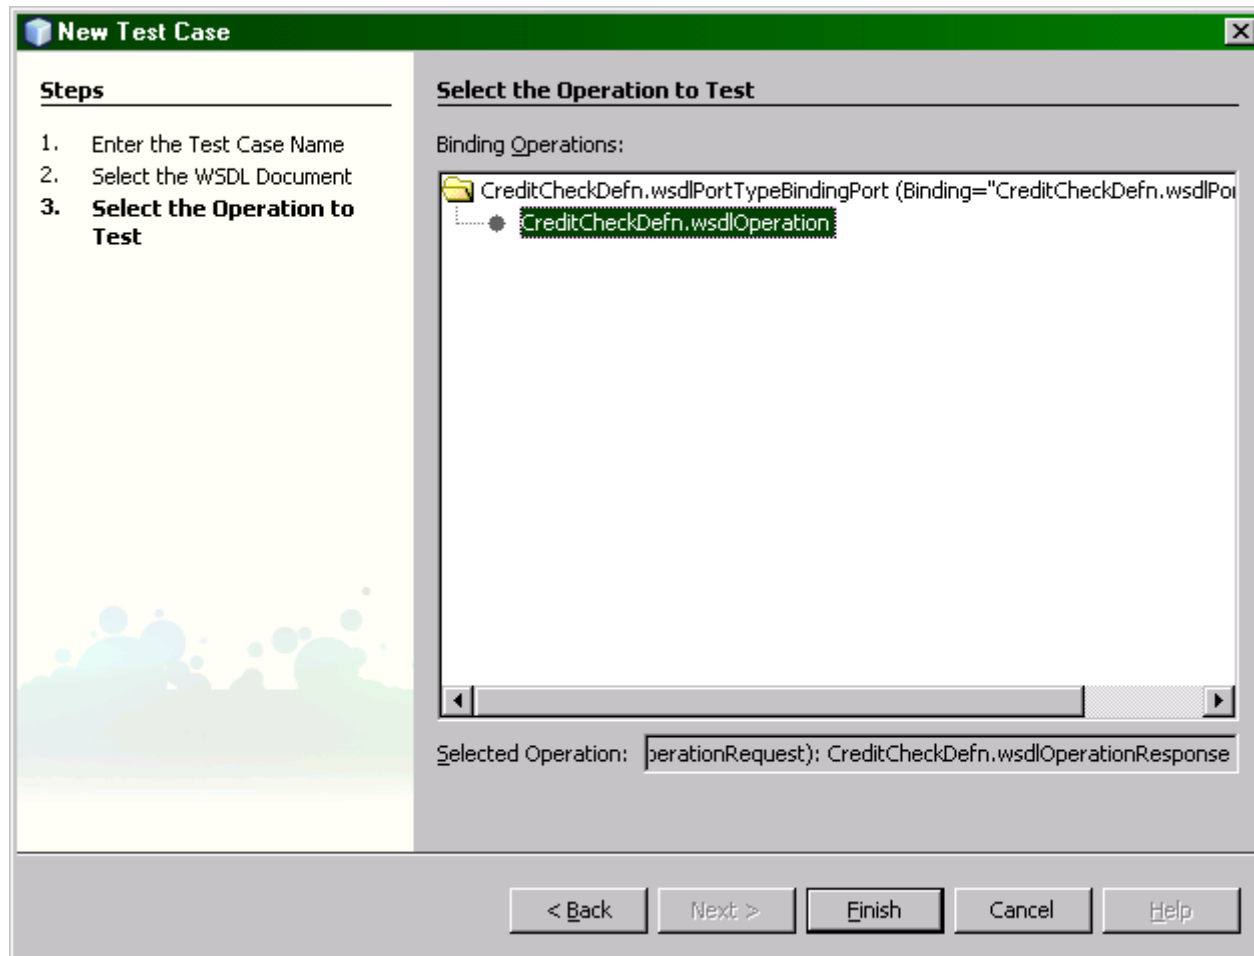 New Test Case
Steps
1. Enter the Test Case Name
2. Select the WSDL Document
3. Select the Operation to
Test
Select the Operation to Test
Binding Operations:
CreditCheckDefn.wsdlPortTypeBindingPort (Binding="CreditCheckDefn.wsdlPor
CreditCheckDefn.wsdlOperation
Selected Operation: perationRequest): CreditCheckDefn.wsdlOperationResponse
< Back Next > Finish Cancel Help